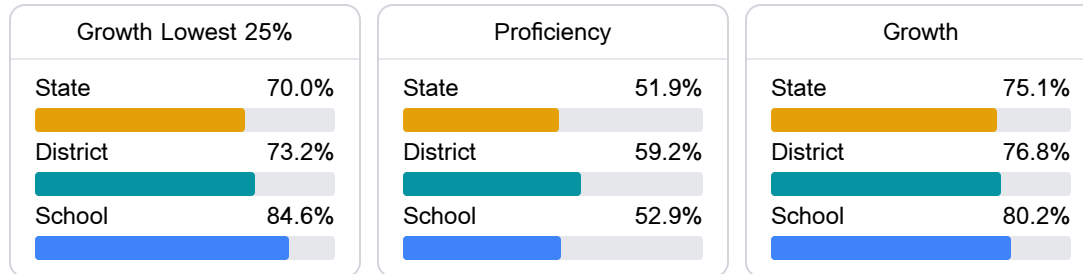 Growth Lowest 25%
State 70.0%
District 73.2%
School 84.6%
Proficiency
State 51.9%
District 59.2%
School 52.9%
Growth
State 75.1%
District 76.8%
School 80.2%